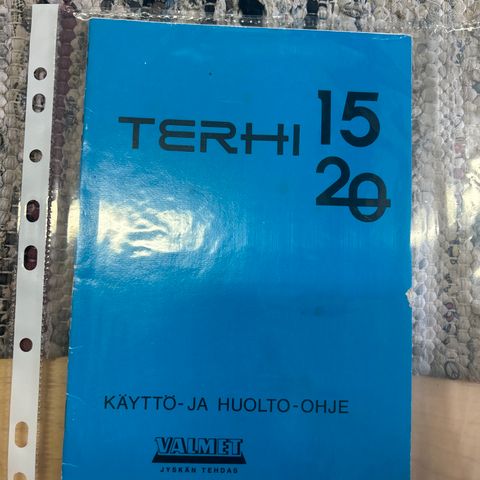 TERHI 15
20
KÄYTTÖ-JA HUOLTO-OHJE
VALMET
JYSKÄN TEHDAS